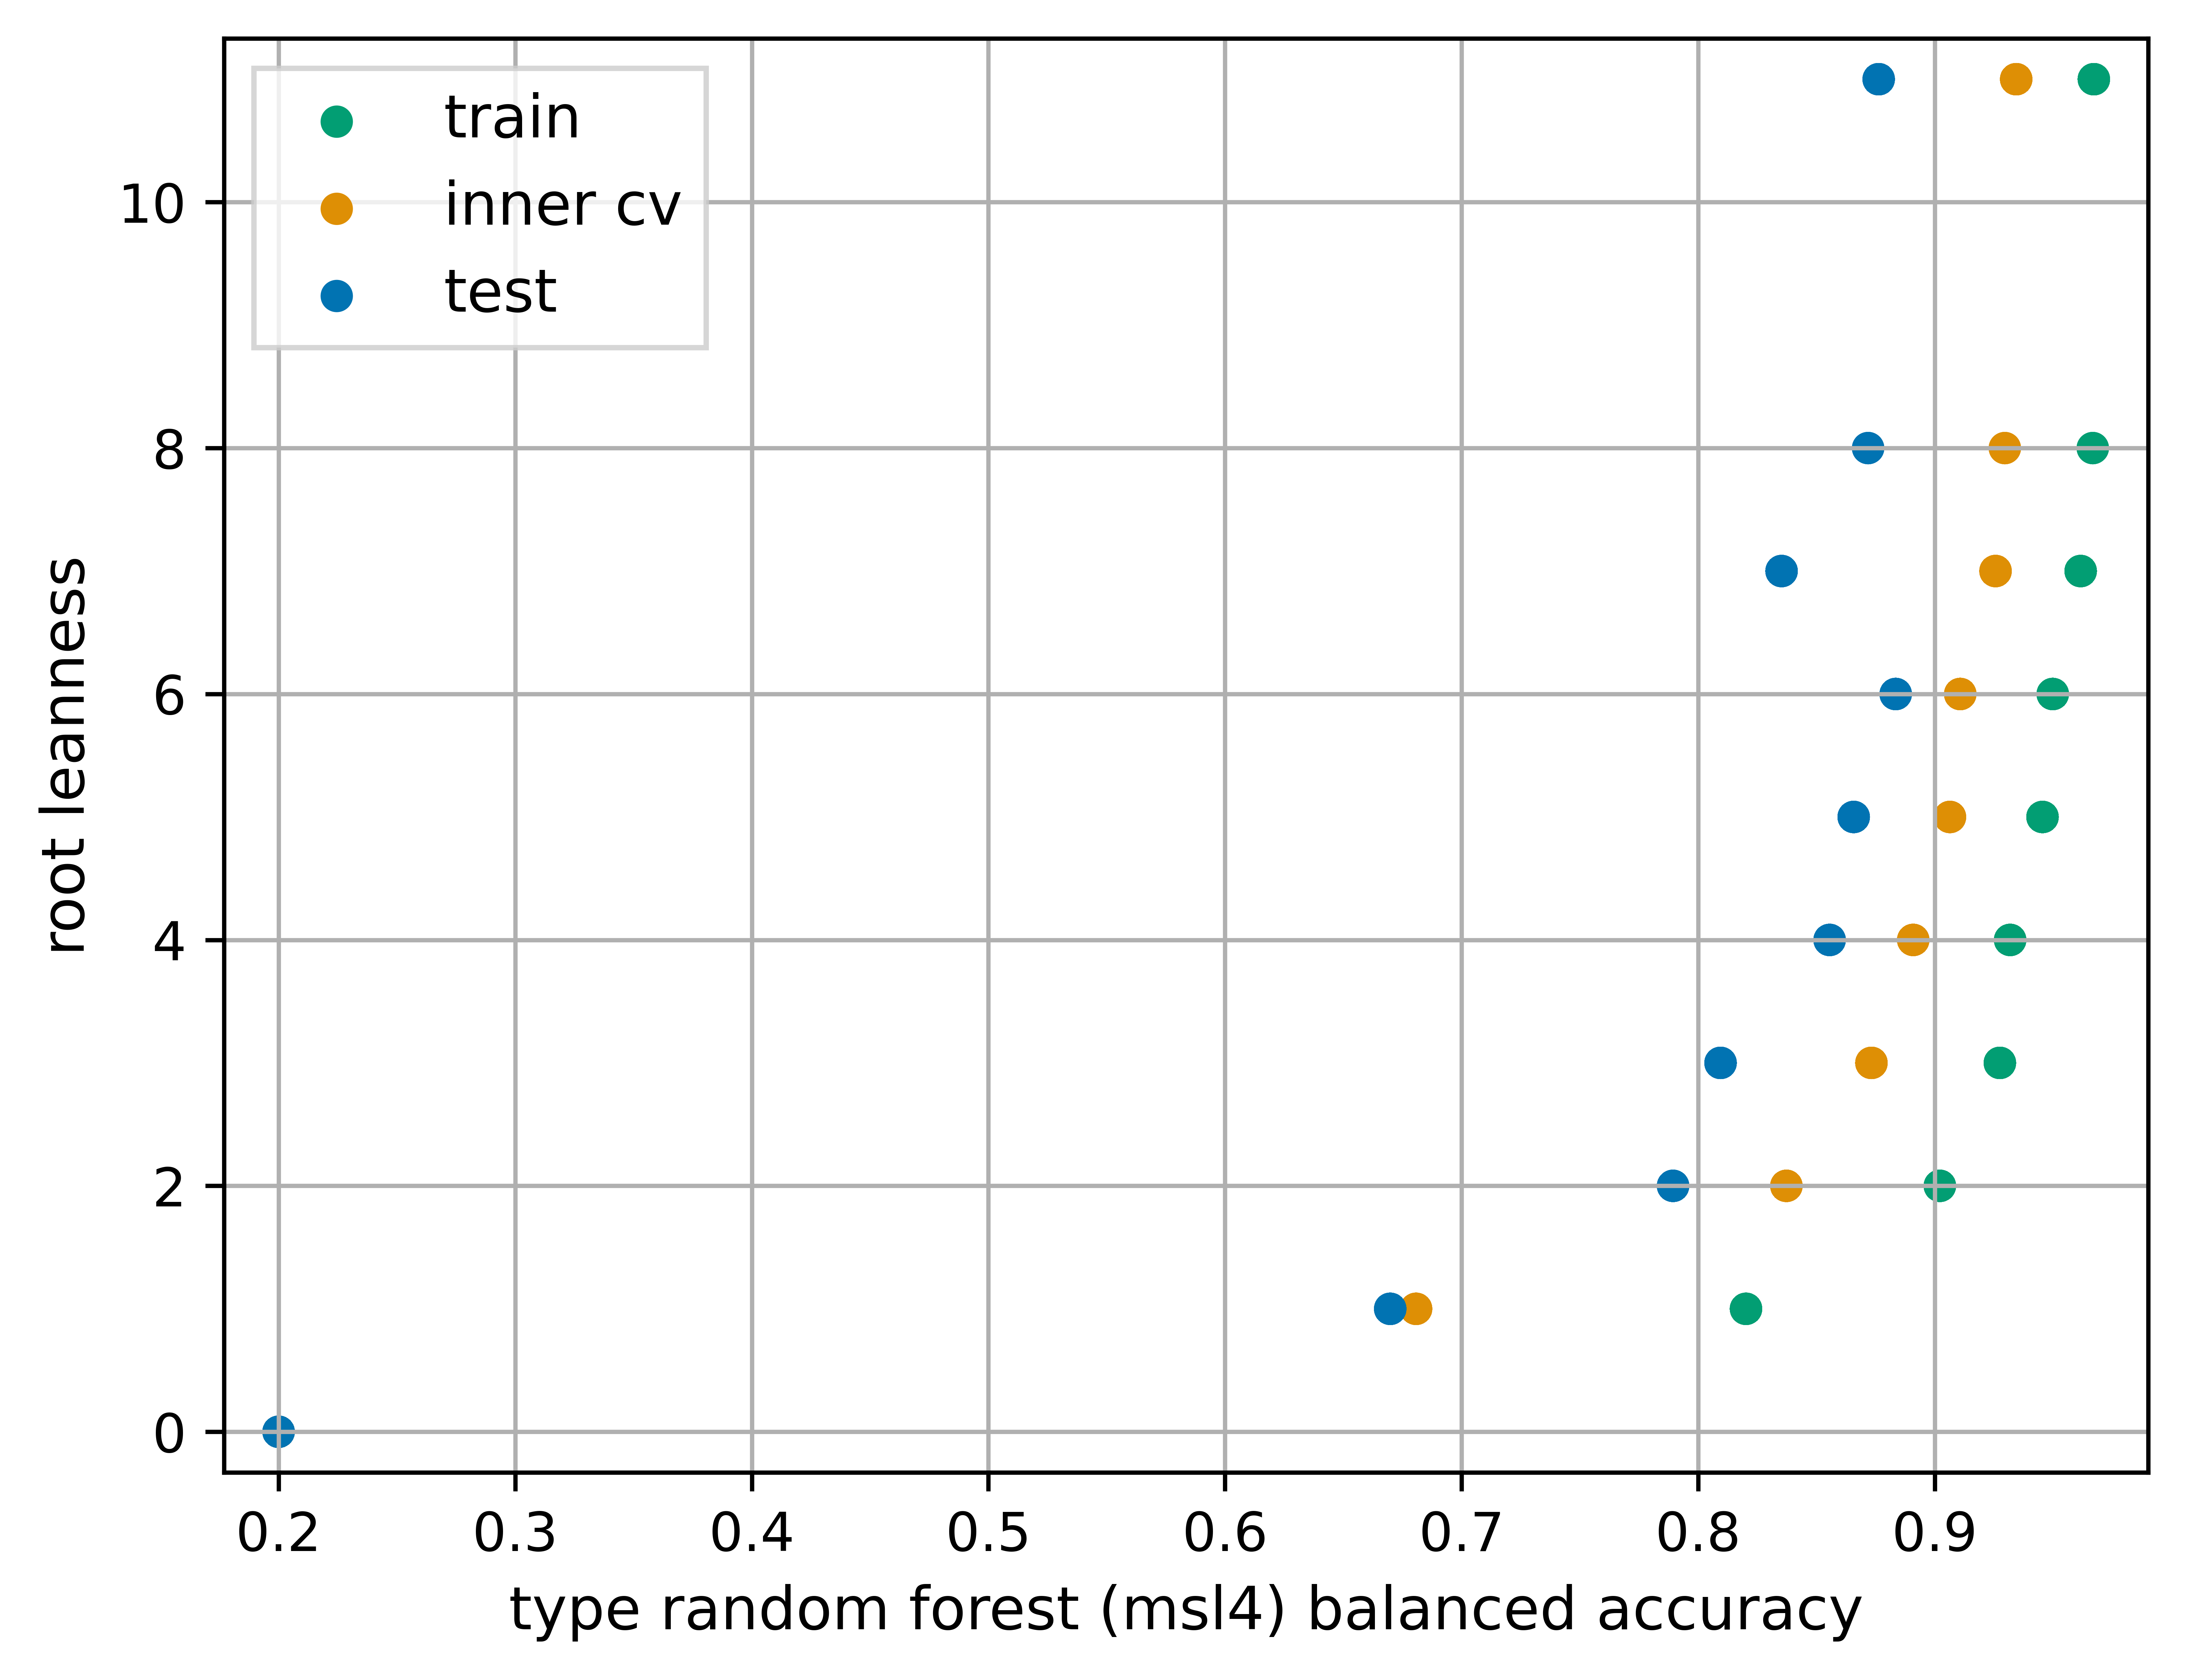 train
inner cv
test
10
8
6
4
2
0
root leanness
0.2 0.3 0.4 0.5 0.6 0.7 0.8 0.9
type random forest (msl4) balanced accuracy